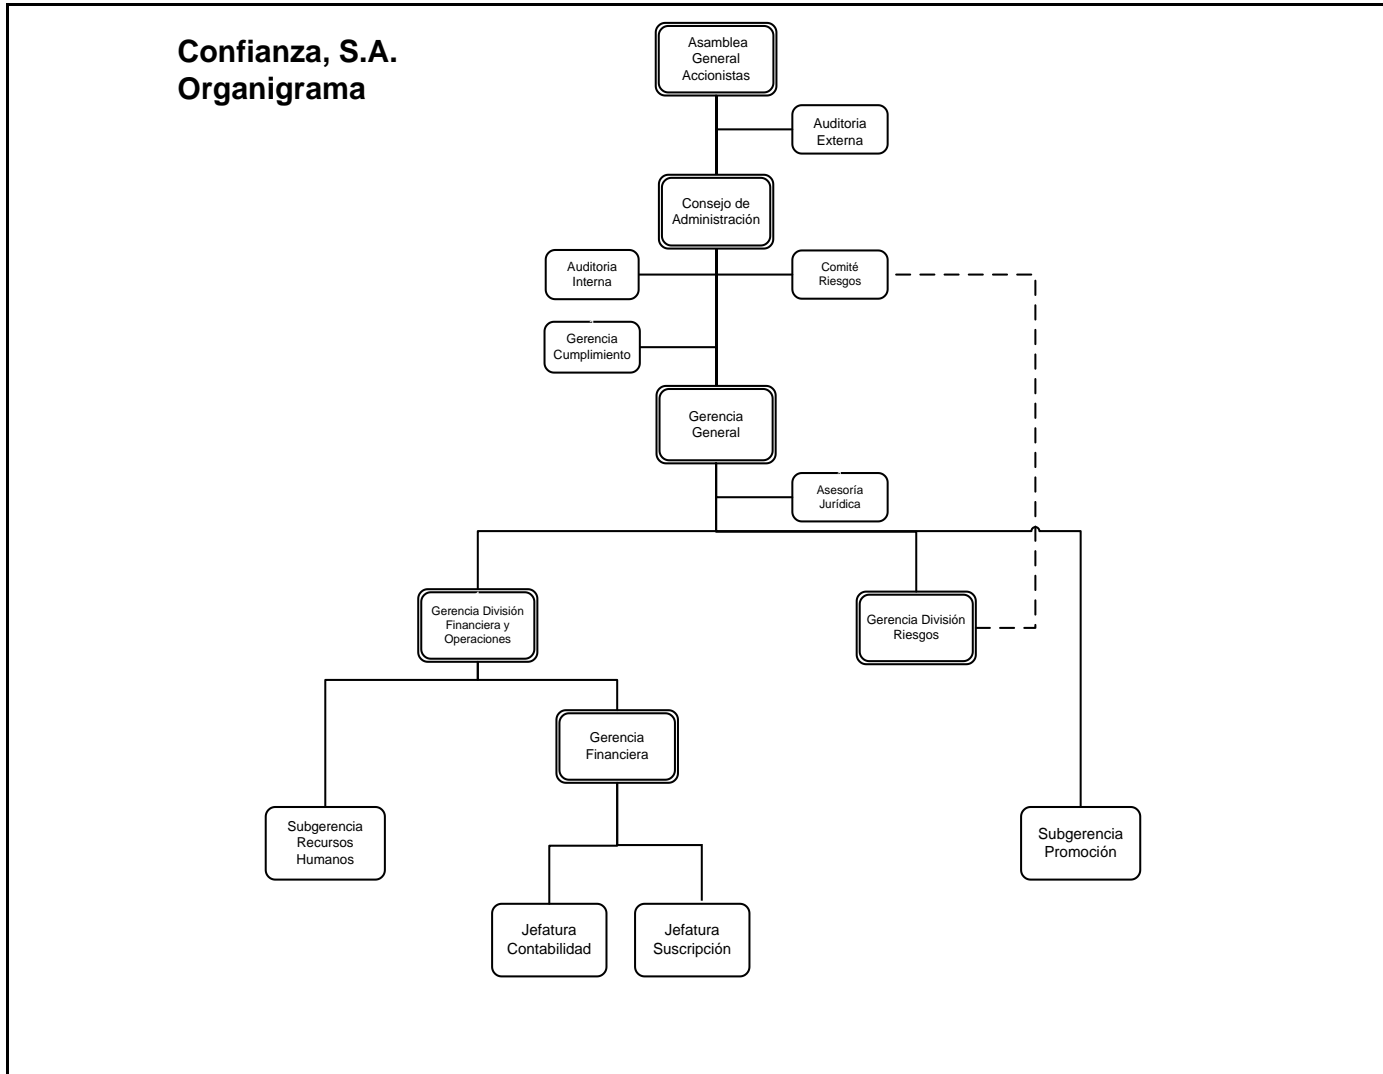 Confianza, S.A.
Organigrama
Asamblea
General
Accionistas
Auditoria
Externa
Consejo de
Administración
Auditoria
Interna
Comité
Riesgos
Gerencia
Cumplimiento
Gerencia
General
Asesoría
Jurídica
Gerencia División
Financiera y
Operaciones
Gerencia División
Riesgos
Gerencia
Financiera
Subgerencia
Recursos
Humanos
Subgerencia
Promoción
Jefatura
Contabilidad
Jefatura
Suscripción